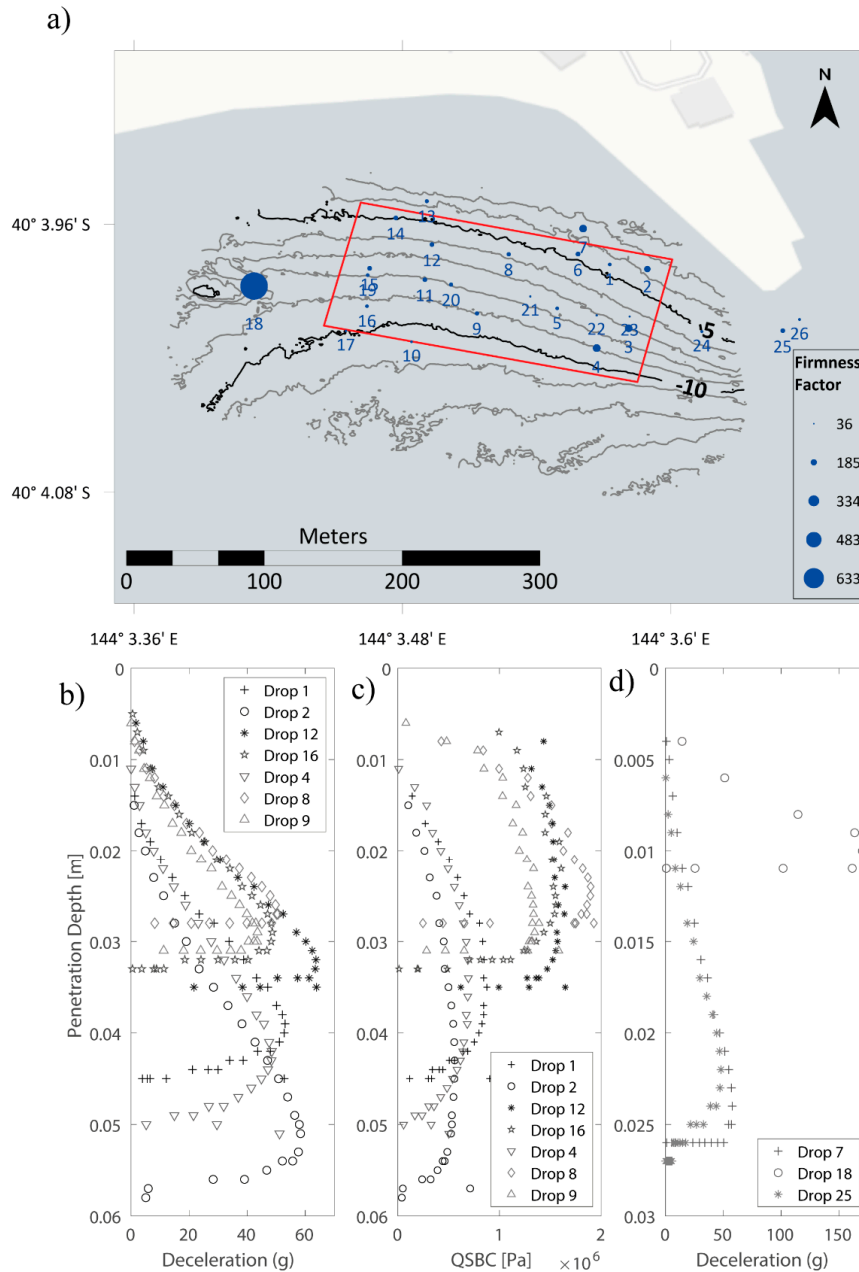 a)
N
40° 3.96' S
13
14
7
12
8
6
1
2
15
19
11
20
21
18
16
9
5
22
23
-5
26
17
10
3
24
25
4
-10
Firmness
Factor
36
185
334
483
633
40° 4.08' S
Meters
0 100 200 300
144° 3.36' E 144° 3.48' E 144° 3.6' E
b) c) d)
0 0
Drop 1
Drop 2
Drop 12
Drop 16
Drop 4
Drop 8
Drop 9
0.01
0.02
0.03
0.04
0.05
0.06
Penetration Depth [m]
0 20 40 60
Deceleration (g)
Drop 1
Drop 2
Drop 12
Drop 16
Drop 4
Drop 8
Drop 9
0 1 2
QSBC [Pa] ×10⁶
0.005
0.01
0.015
0.02
0.025
0.03
Drop 7
Drop 18
Drop 25
0 50 100 150
Deceleration (g)